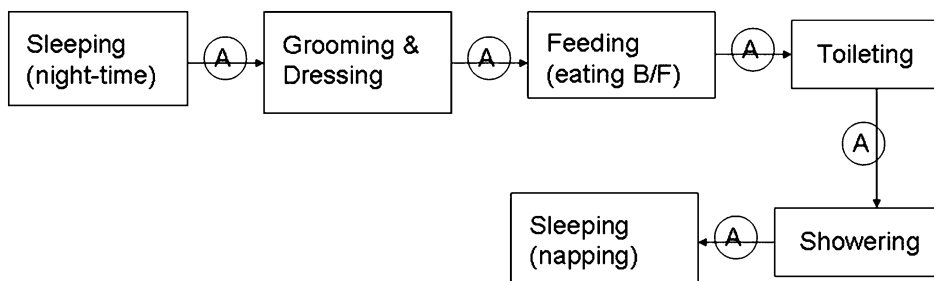 Sleeping
(night-time)
A
Grooming &
Dressing
A
Feeding
(eating B/F)
A
Toileting
A
Showering
A
Sleeping
(napping)